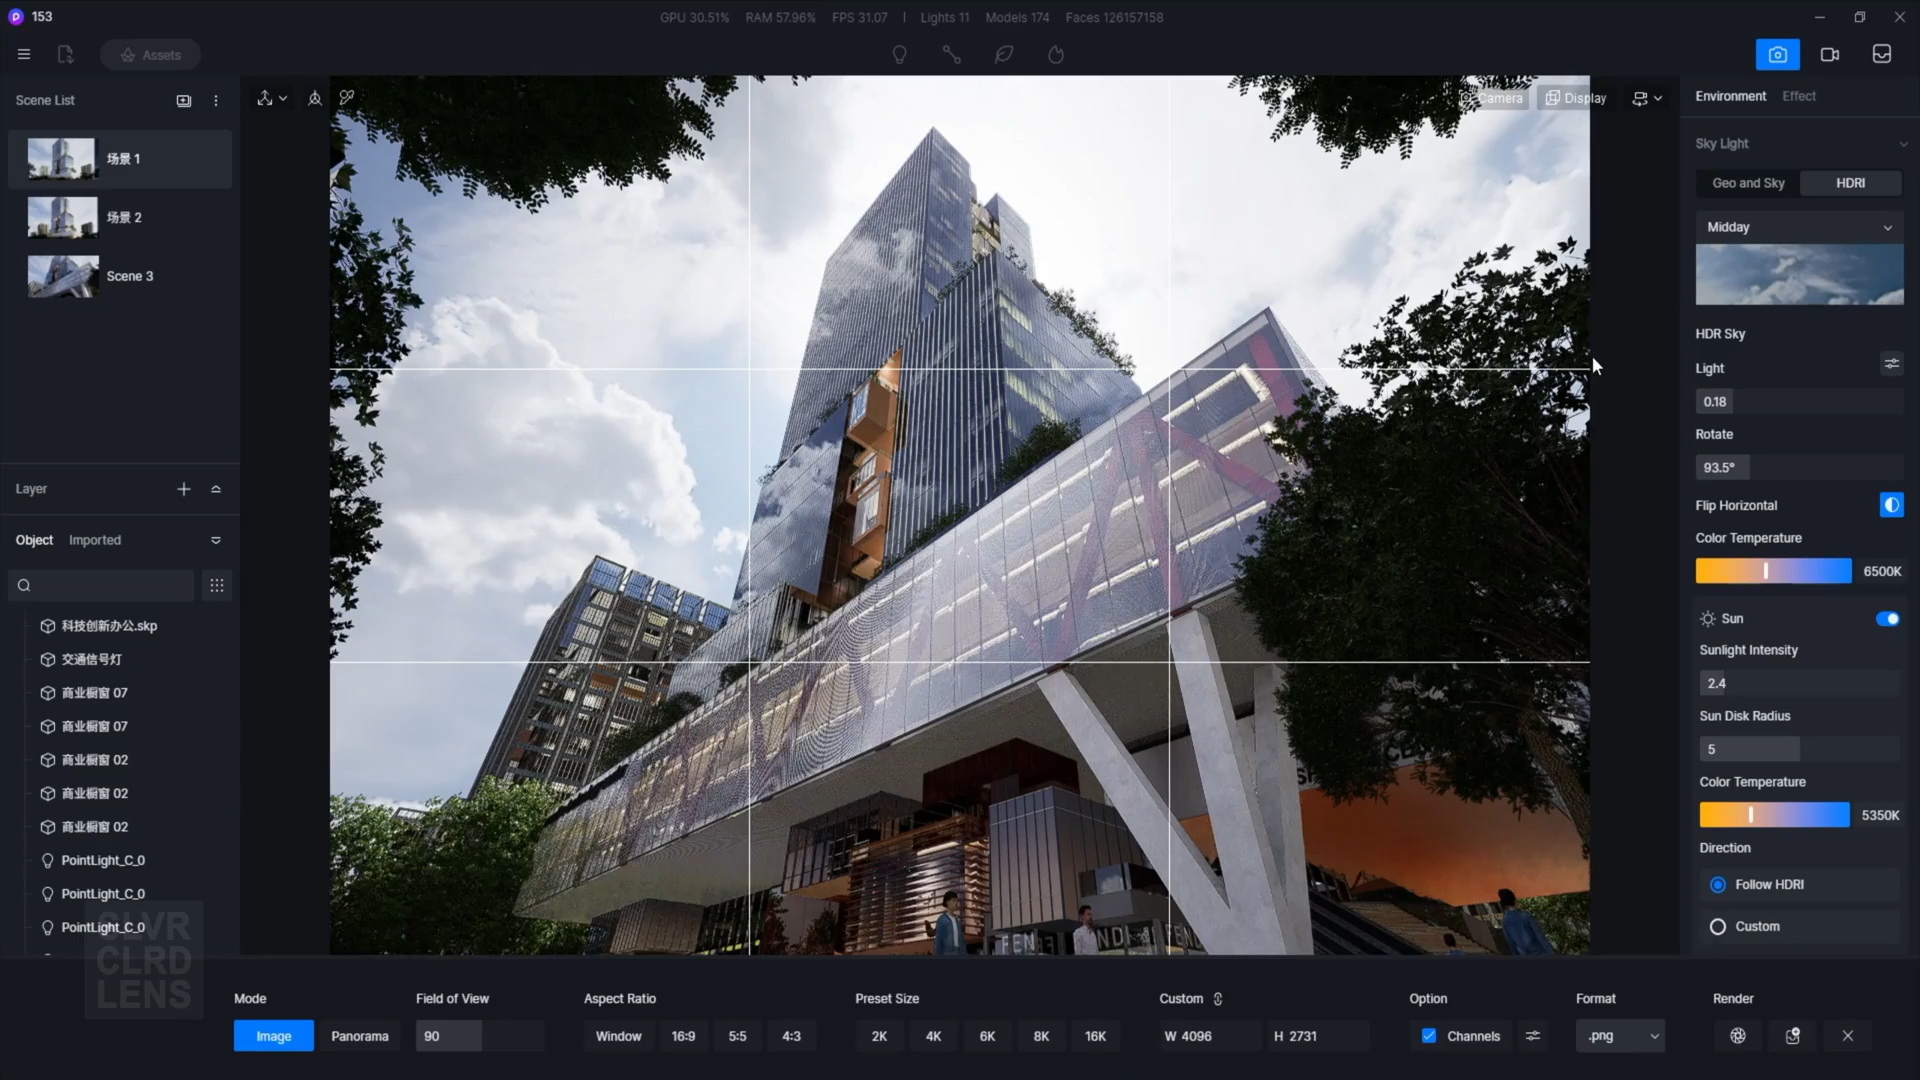 153
GPU 30.51% RAM 57.96% FPS 31.07 | Lights 11 Models 174 Faces 126157158
Assets
Scene List
场景 1
场景 2
Scene 3
Layer
Object Imported
科技创新办公.skp
交通信号灯
商业橱窗 07
商业橱窗 07
商业橱窗 02
商业橱窗 02
商业橱窗 02
PointLight_C_0
PointLight_C_0
PointLight_C_0
SLVR
CLRD
LENS
Camera Display
Environment Effect
Sky Light
Geo and Sky HDRI
Midday
HDR Sky
Light
0.18
Rotate
93.5°
Flip Horizontal
Color Temperature
6500K
Sun
Sunlight Intensity
2.4
Sun Disk Radius
5
Color Temperature
5350K
Direction
Follow HDRI
Custom
Mode Field of View Aspect Ratio Preset Size Custom Option Format Render
Image Panorama 90 Window 16:9 5:5 4:3 2K 4K 6K 8K 16K W 4096 H 2731 Channels .png